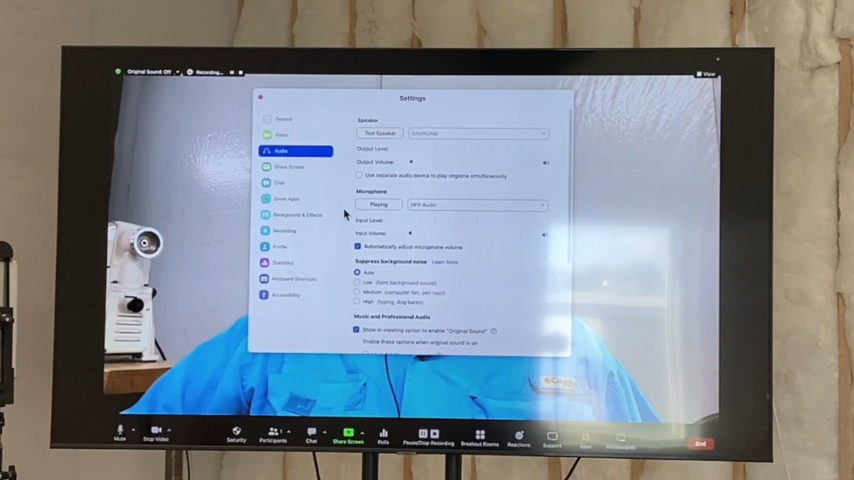 Original Sound: Off
Recording...
View
Settings
General
Video
Audio
Share Screen
Chat
Zoom Apps
Background & Effects
Recording
Profile
Statistics
Keyboard Shortcuts
Accessibility
Speaker
Test Speaker
SAMSUNG
Output Level:
Output Volume:
Use separate audio device to play ringtone simultaneously
Microphone
Playing
HFR Audio
Input Level:
Input Volume:
Automatically adjust microphone volume
Suppress background noise Learn More
Auto
Low (faint background sound)
Medium (computer fan, pen taps)
High (typing, dog barks)
Music and Professional Audio
Show in-meeting option to enable "Original Sound"
Enable these options when original sound is on
Columbia
Mute
Stop Video
Security
Participants
1
Chat
Share Screen
Polls
Pause/Stop Recording
Breakout Rooms
Reactions
Support
Apps
Whiteboards
End